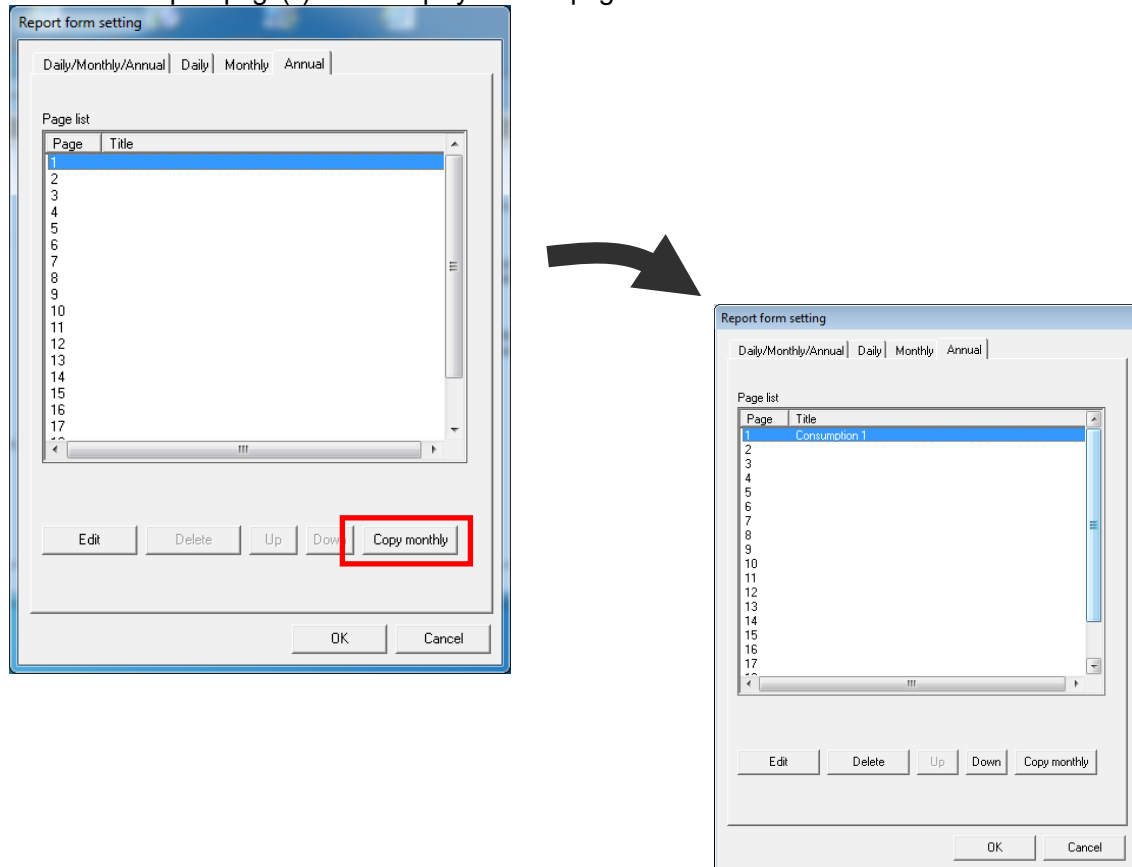 Report form setting
Daily/Monthly/Annual Daily Monthly Annual
Page list
Page Title
1
2
3
4
5
6
7
8
9
10
11
12
13
14
15
16
17
Edit Delete Up Down Copy monthly
OK Cancel
Report form setting
Daily/Monthly/Annual Daily Monthly Annual
Page list
Page Title
1 Consumption 1
2
3
4
5
6
7
8
9
10
11
12
13
14
15
16
17
Edit Delete Up Down Copy monthly
OK Cancel